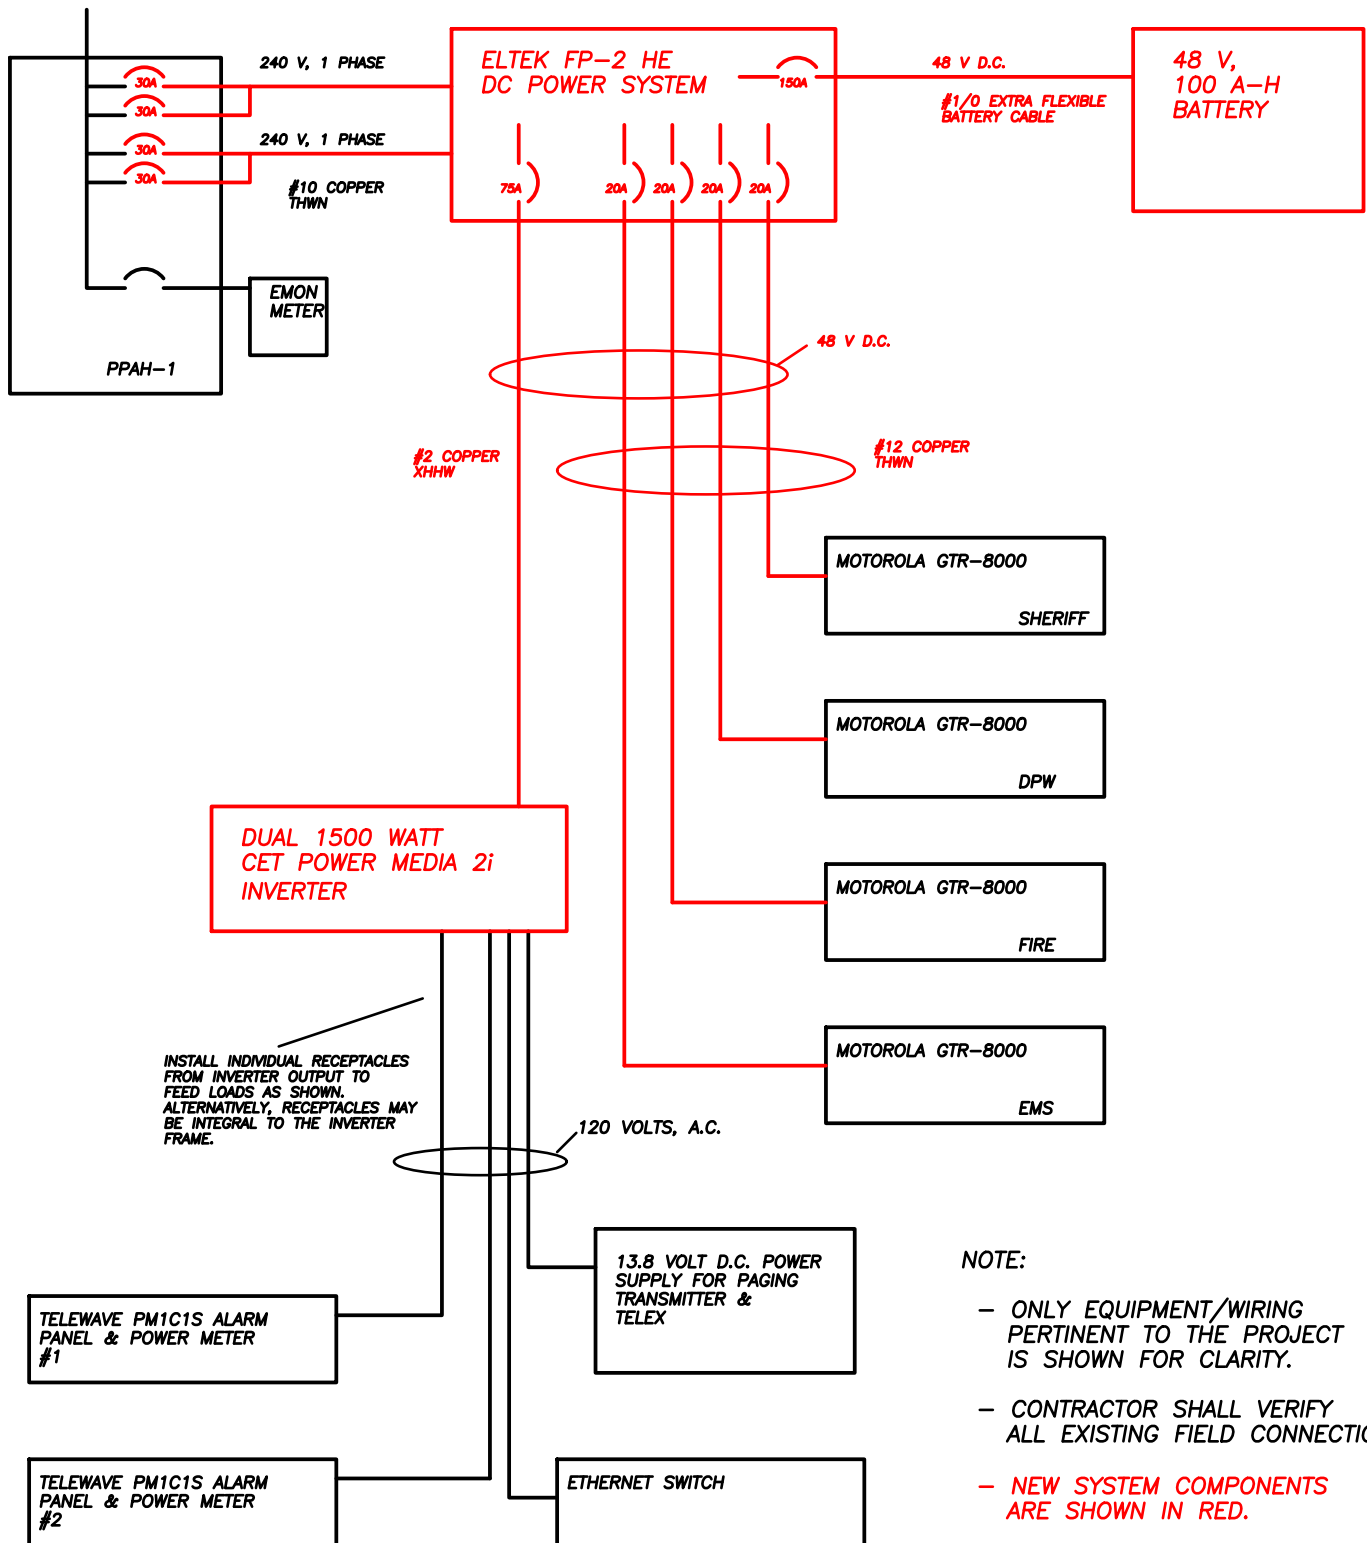 240 V, 1 PHASE
30A
30A
240 V, 1 PHASE
30A
30A
#10 COPPER
THWN
EMON
METER
PPAH-1
ELTEK FP-2 HE
DC POWER SYSTEM
150A
75A
20A
20A
20A
20A
48 V D.C.
#1/0 EXTRA FLEXIBLE
BATTERY CABLE
48 V,
100 A-H
BATTERY
48 V D.C.
#2 COPPER
XHHW
#12 COPPER
THWN
MOTOROLA GTR-8000
SHERIFF
MOTOROLA GTR-8000
DPW
MOTOROLA GTR-8000
FIRE
MOTOROLA GTR-8000
EMS
DUAL 1500 WATT
CET POWER MEDIA 2i
INVERTER
INSTALL INDIVIDUAL RECEPTACLES
FROM INVERTER OUTPUT TO
FEED LOADS AS SHOWN.
ALTERNATIVELY, RECEPTACLES MAY
BE INTEGRAL TO THE INVERTER
FRAME.
120 VOLTS, A.C.
13.8 VOLT D.C. POWER
SUPPLY FOR PAGING
TRANSMITTER &
TELEX
TELEWAVE PM1C1S ALARM
PANEL & POWER METER
#1
TELEWAVE PM1C1S ALARM
PANEL & POWER METER
#2
ETHERNET SWITCH
NOTE:
- ONLY EQUIPMENT/WIRING
PERTINENT TO THE PROJECT
IS SHOWN FOR CLARITY.
- CONTRACTOR SHALL VERIFY
ALL EXISTING FIELD
- NEW SYSTEM COMPONENTS
ARE SHOWN IN RED.